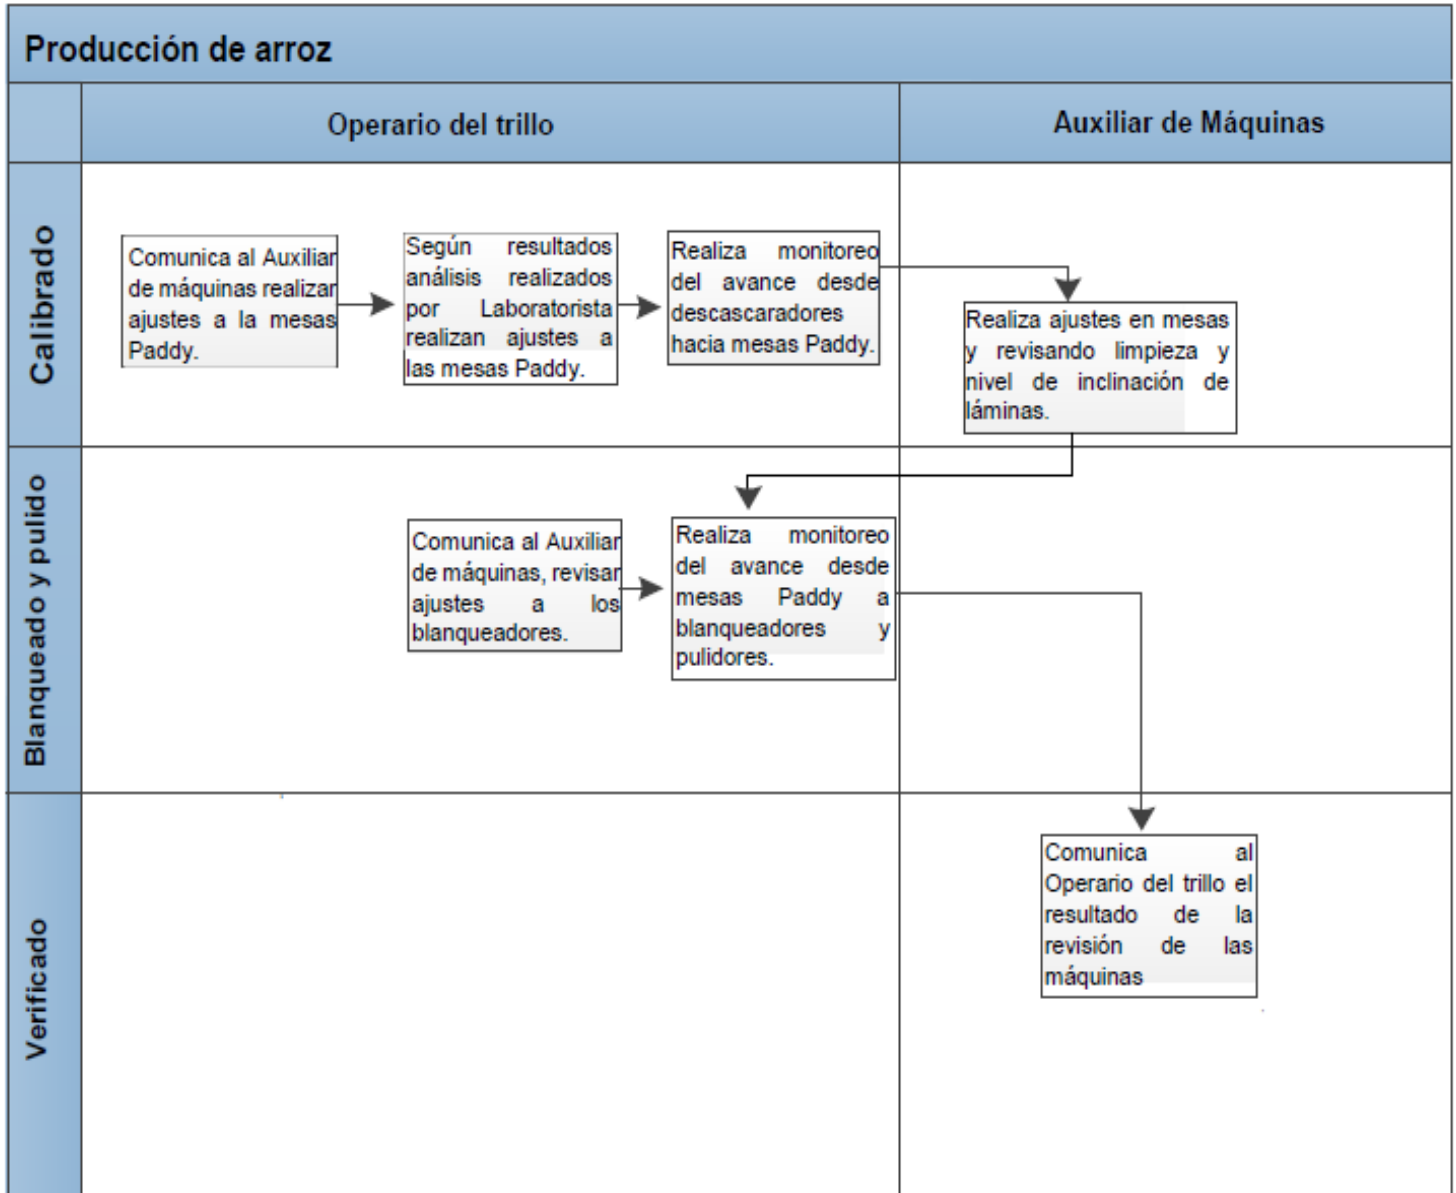 Producción de arroz
Operario del trillo
Auxiliar de Máquinas
Calibrado
Comunica al Auxiliar
de máquinas realizar
ajustes a la mesas
Paddy.
Según resultados
análisis realizados
por Laboratorista
realizan ajustes a
las mesas Paddy.
Realiza monitoreo
del avance desde
descascaradores
hacia mesas Paddy.
Realiza ajustes en mesas
y revisando limpieza y
nivel de inclinación de
láminas.
Blanqueado y pulido
Comunica al Auxiliar
de máquinas, revisar
ajustes a los
blanqueadores.
Realiza monitoreo
del avance desde
mesas Paddy a
blanqueadores y
pulidores.
Verificado
Comunica al
Operario del trillo el
resultado de la
revisión de las
máquinas